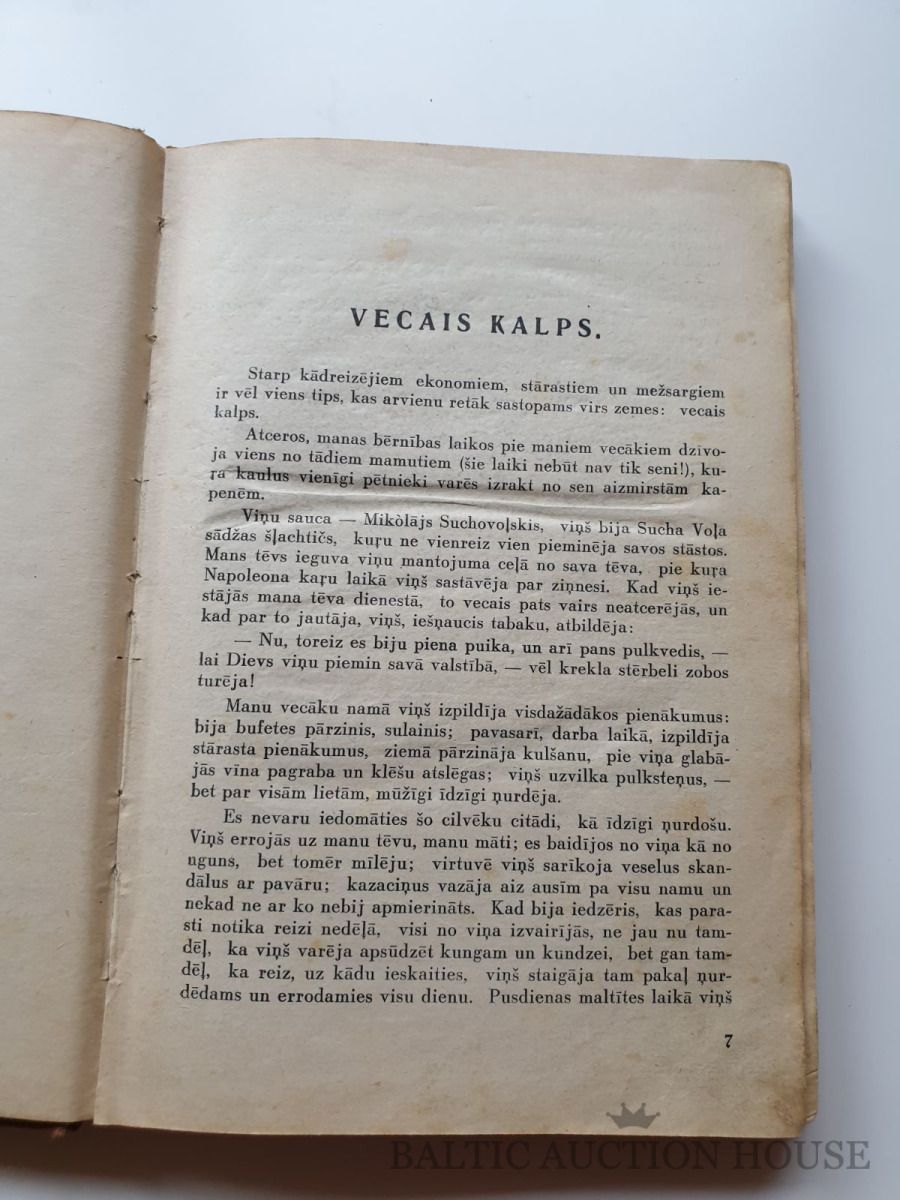 VECAIS KALPS.
Starp kādreizējiem ekonomiem, stārastiem un mežsargiem
ir vēl viens tips, kas arvienu retāk sastopams virs zemes: vecais
kalps.
Atceros, manas bērnības laikos pie maniem vecākiem dzīvo-
ja viens no tādiem mamutiem (šie laiki nebūt nav tik seni!), ku-
ŗa kaulus vienīgi pētnieki varēs izrakt no sen aizmirstām ka-
penēm.
Viņu sauca — Mikòlājs Suchovoļskis, viņš bija Sucha Voļa
sādžas šļachtičs, kuŗu ne vienreiz vien pieminēja savos stāstos.
Mans tēvs ieguva viņu mantojuma ceļā no sava tēva, pie kuŗa
Napoleona kaŗu laikā viņš sastāvēja par ziņnesi. Kad viņš ie-
stājās mana tēva dienestā, to vecais pats vairs neatcerējās, un
kad par to jautāja, viņš, iešņaucis tabaku, atbildēja:
— Nu, toreiz es biju piena puika, un arī pans pulkvedis, —
lai Dievs viņu piemin savā valstībā, — vēl krekla stērbeli zobos
turēja!
Manu vecāku namā viņš izpildīja visdažādākos pienākumus:
bija bufetes pārzinis, sulainis; pavasarī, darba laikā, izpildīja
stārasta pienākumus, ziemā pārzināja kulšanu, pie viņa glabā-
jās vīna pagraba un klēšu atslēgas; viņš uzvilka pulksteņus, —
bet par visām lietām, mūžīgi īdzīgi ņurdēja.
Es nevaru iedomāties šo cilvēku citādi, kā īdzīgi ņurdošu.
Viņš errojās uz manu tēvu, manu māti; es baidījos no viņa kā no
uguns, bet tomēr mīlēju; virtuvē viņš sarīkoja veselus skan-
dālus ar pavāru; kazaciņus vazāja aiz ausīm pa visu namu un
nekad ne ar ko nebij apmierināts. Kad bija iedzēris, kas para-
sti notika reizi nedēļā, visi no viņa izvairījās, ne jau nu tam-
dēļ, ka viņš varēja apsūdzēt kungam un kundzei, bet gan tam-
dēļ, ka reiz, uz kādu ieskaities, viņš staigāja tam pakaļ ņur-
dēdams un errodamies visu dienu. Pusdienas maltītes laikā viņš
7
BALTIC AUCTION HOUSE